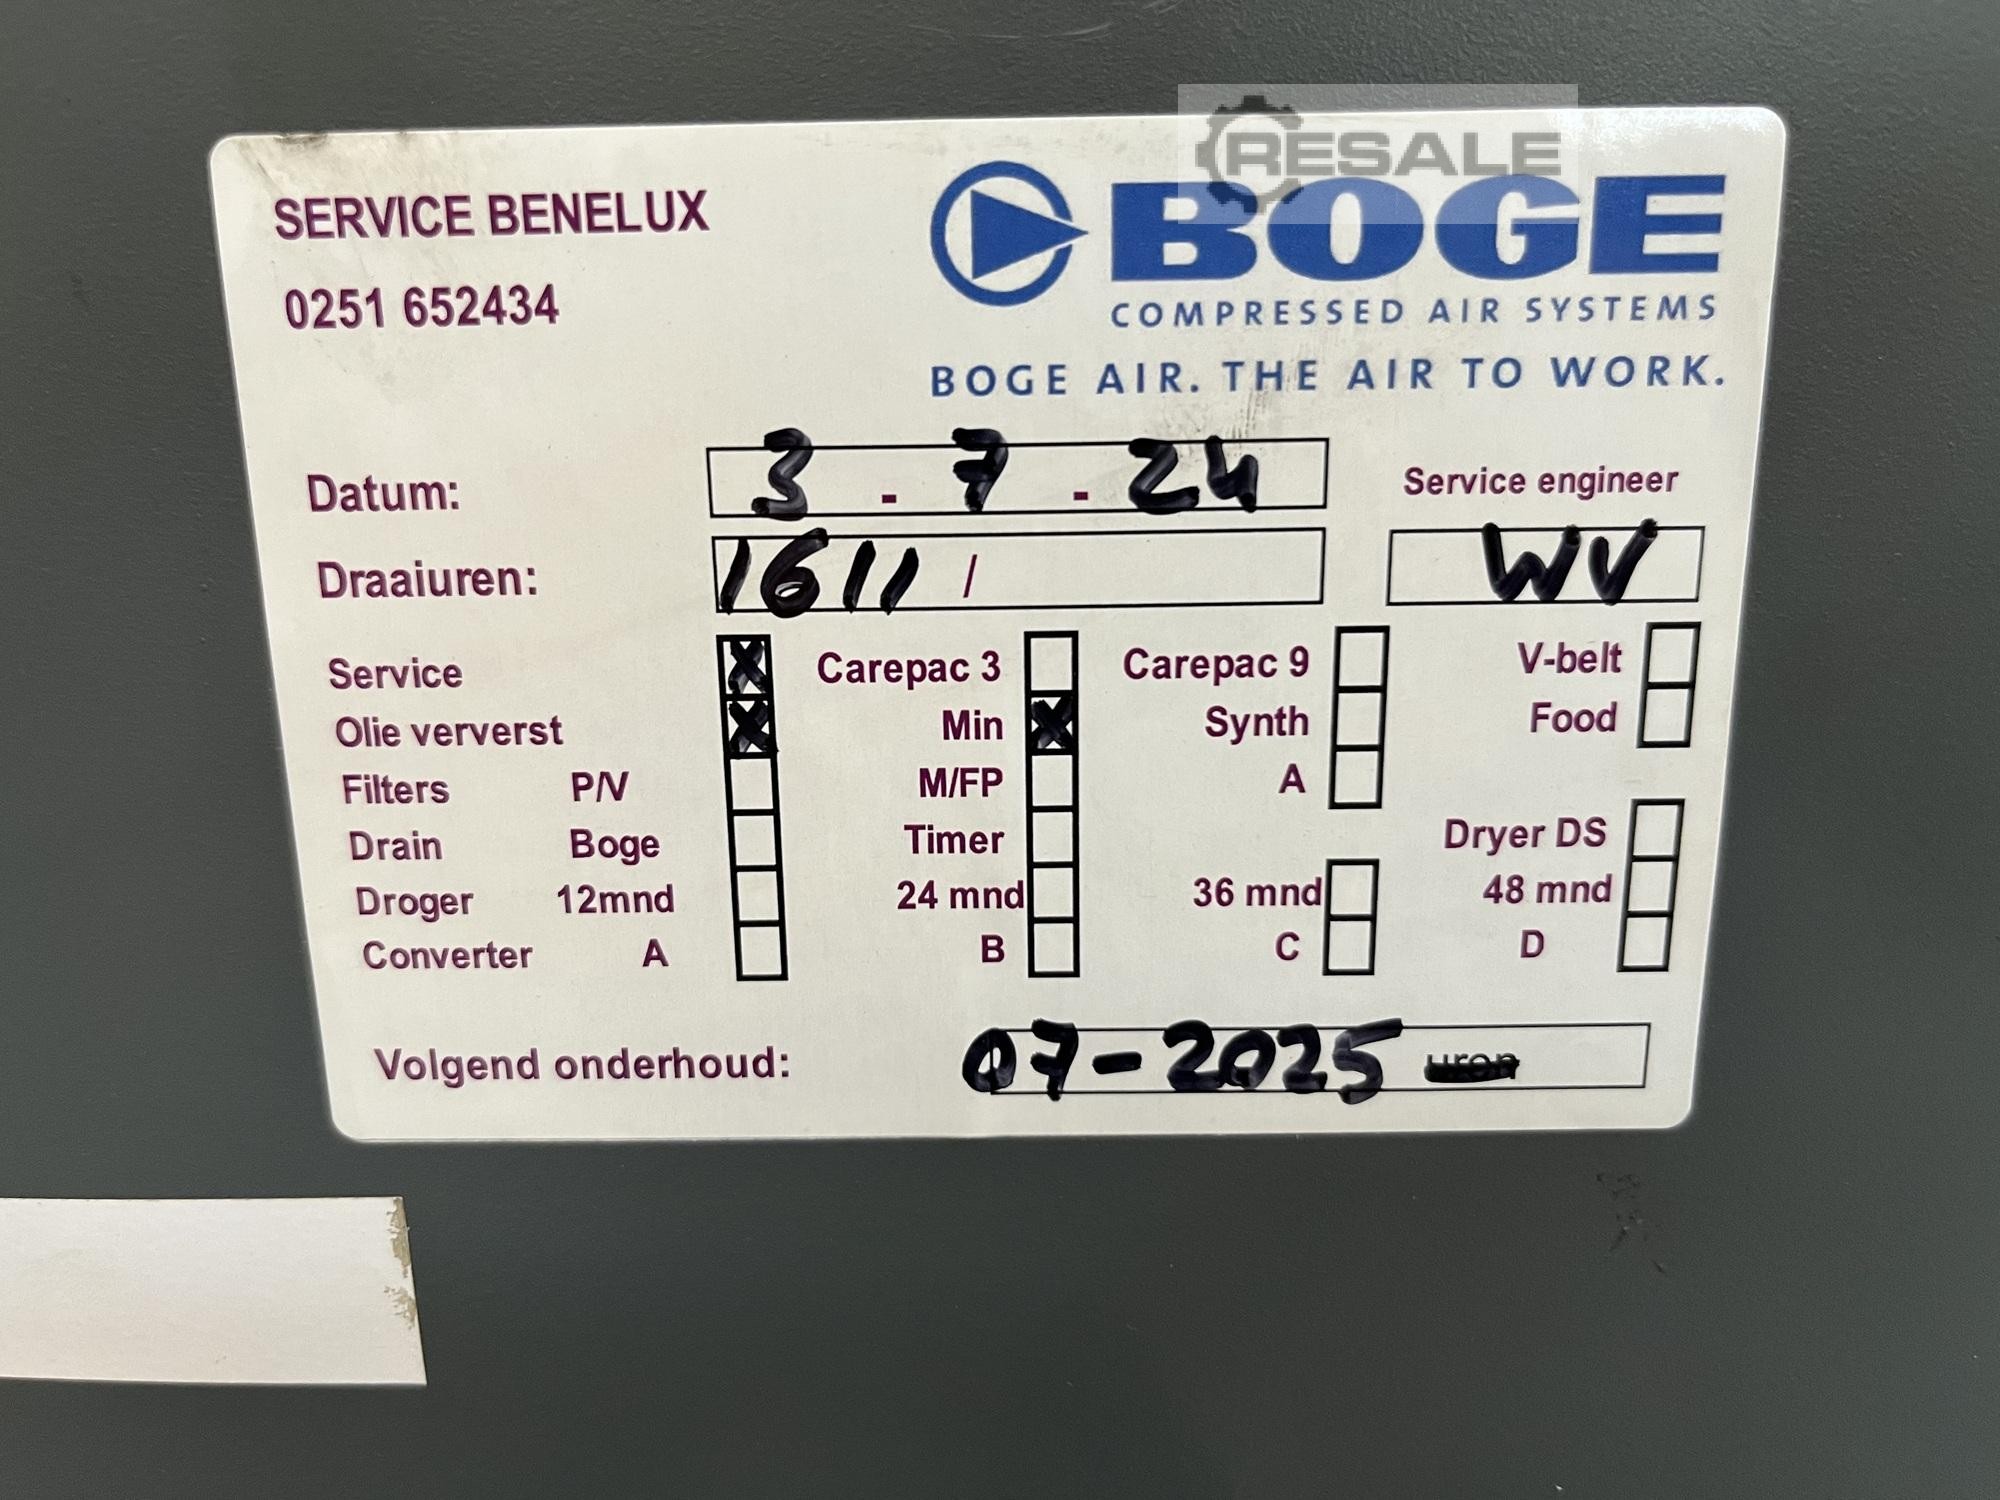 RESALE
SERVICE BENELUX
0251 652434
BOGE
COMPRESSED AIR SYSTEMS
BOGE AIR. THE AIR TO WORK.
Datum: 3 - 7 - 24
Service engineer
Draaiuren: 1611 / WV
Service X Carepac 3 Carepac 9 V-belt
Olie ververst X Min X Synth Food
Filters P/V M/FP A
Drain Boge Timer Dryer DS
Droger 12mnd 24 mnd 36 mnd 48 mnd
Converter A B C D
Volgend onderhoud: 07-2025 uren